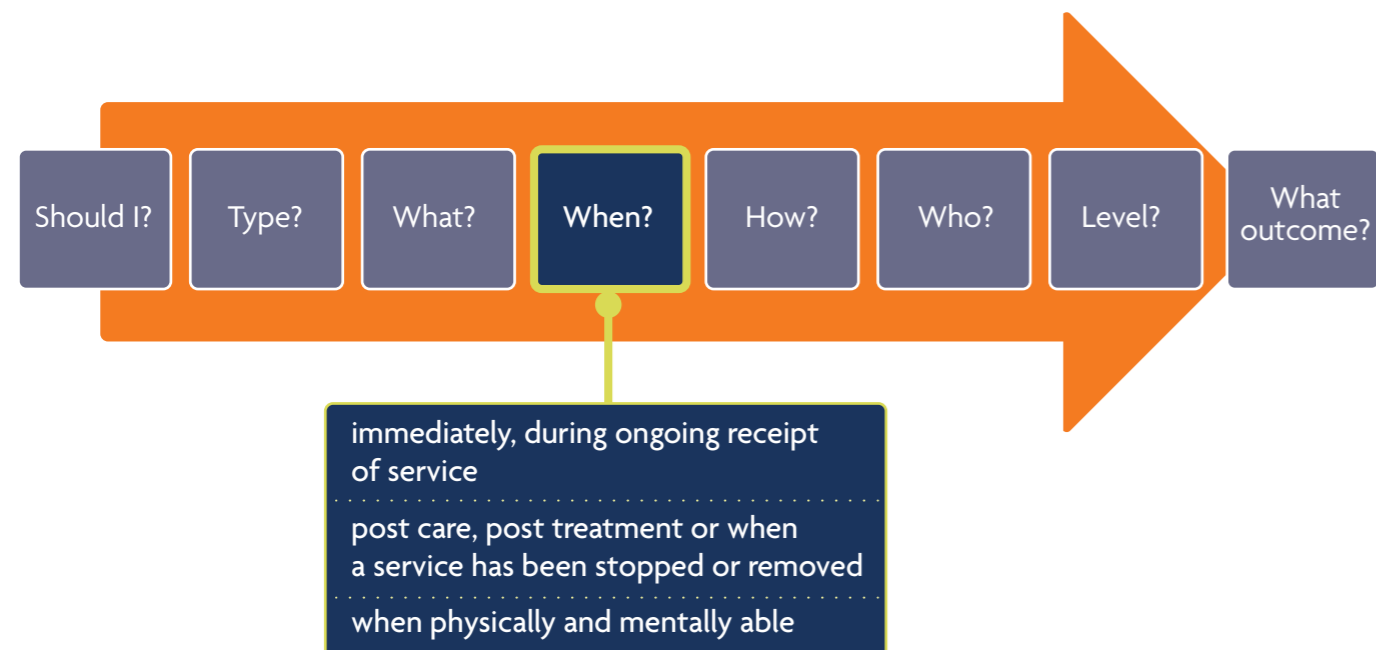 Should I?
Type?
What?
When?
How?
Who?
Level?
What
outcome?
immediately, during ongoing receipt
of service
post care, post treatment or when
a service has been stopped or removed
when physically and mentally able